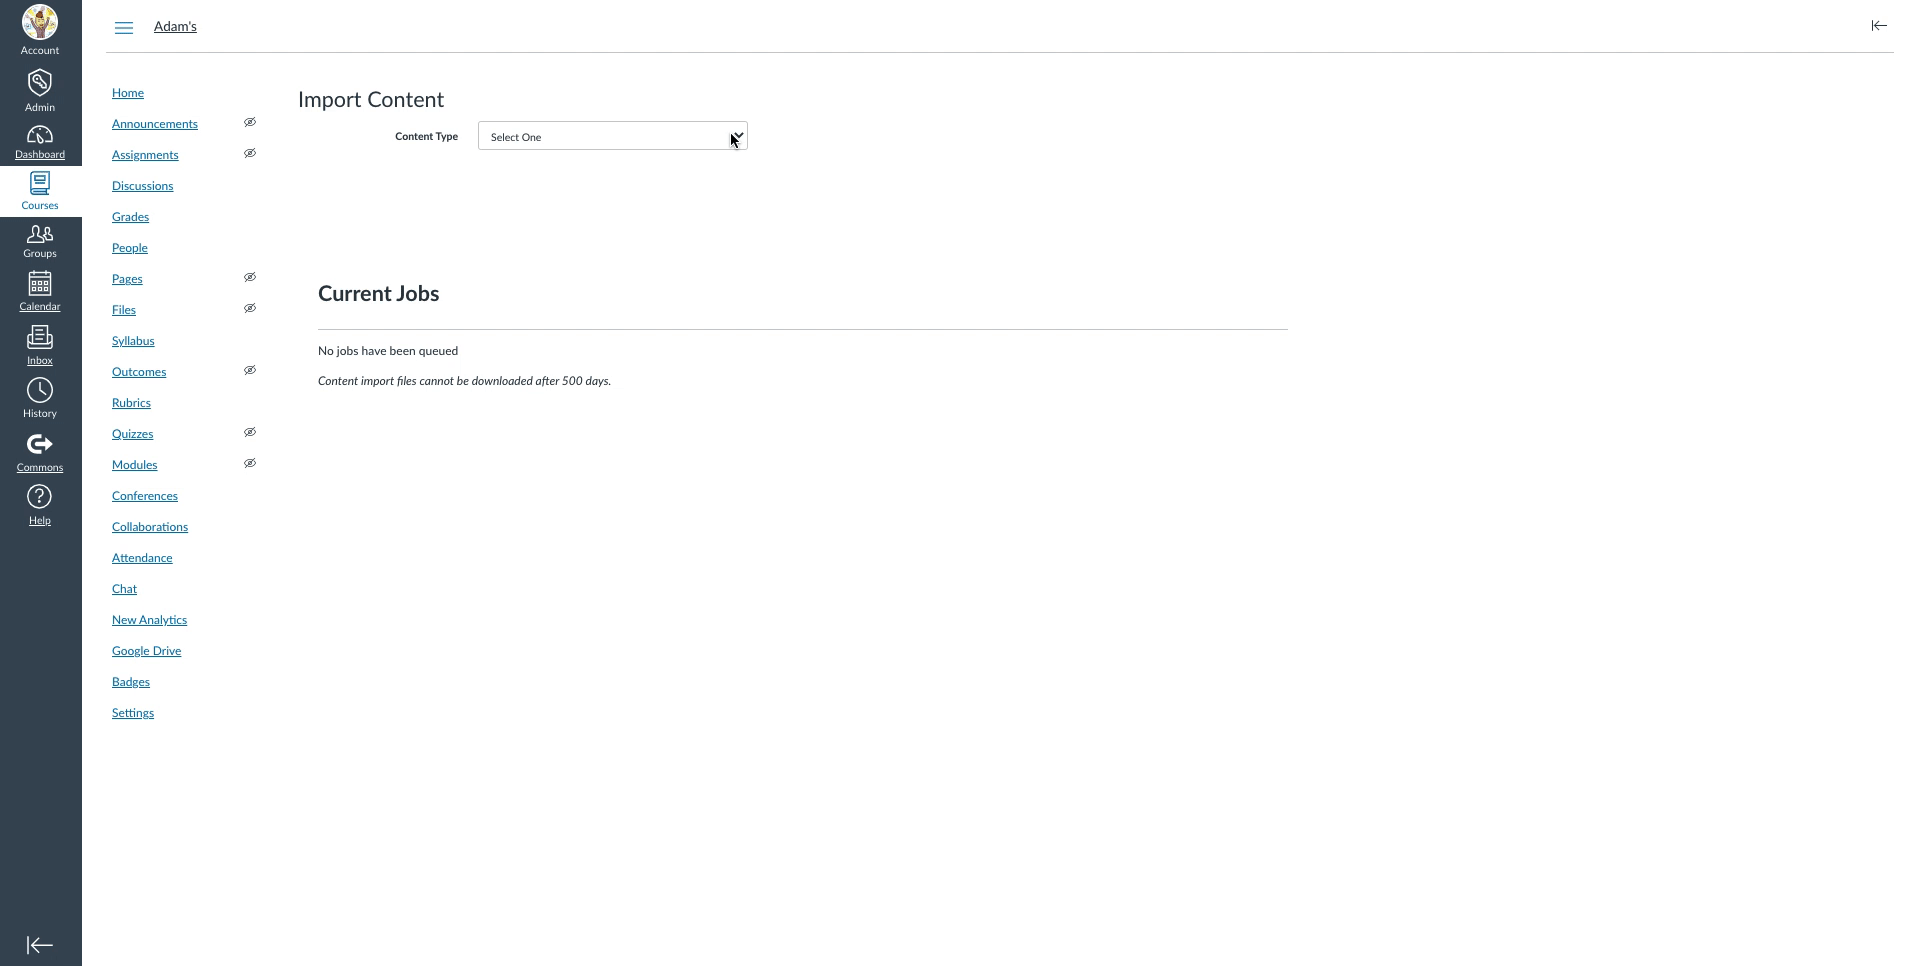 Account
Admin
Dashboard
Courses
Groups
Calendar
Inbox
History
Commons
Help
Adam's
Home
Announcements
Assignments
Discussions
Grades
People
Pages
Files
Syllabus
Outcomes
Rubrics
Quizzes
Modules
Conferences
Collaborations
Attendance
Chat
New Analytics
Google Drive
Badges
Settings
Import Content
Content Type Select One
Current Jobs
No jobs have been queued
Content import files cannot be downloaded after 500 days.